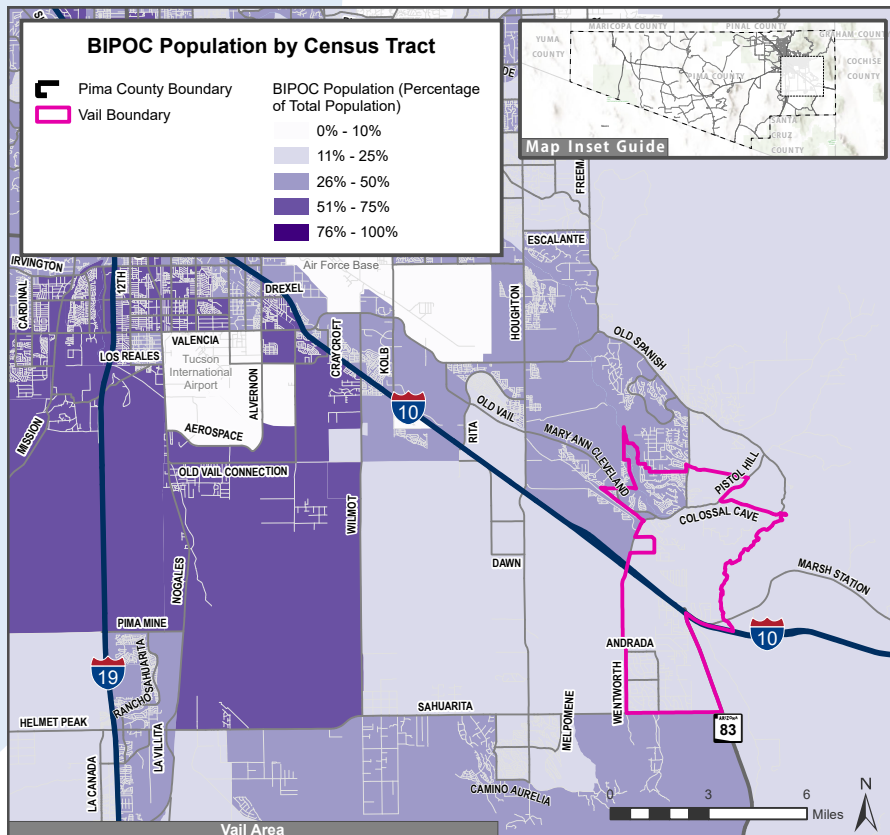 BIPOC Population by Census Tract
Pima County Boundary
Vail Boundary
BIPOC Population (Percentage
of Total Population)
0% - 10%
11% - 25%
26% - 50%
51% - 75%
76% - 100%
YUMA
COUNTY
MARICOPA COUNTY
PINAL COUNTY
GRAHAM COUNTY
COCHISE
COUNTY
PIMA COUNTY
SANTA
CRUZ
COUNTY
Map Inset Guide
ESCALANTE
IRVINGTON
Air Force Base
CARDINAL
12TH
DREXEL
HOUGHTON
VALENCIA
LOS REALES
Tucson
International
Airport
CRAYCROFT
KOLB
OLD SPANISH
ALVERNON
10
MISSION
AEROSPACE
RITA
OLD VAIL
MARY ANN CLEVELAND
OLD VAIL CONNECTION
PISTOL HILL
COLOSSAL CAVE
WILMOT
DAWN
MARSH STATION
NOGALES
PIMA MINE
ANDRADA
10
19
RANCHO SAHUARITA
WENTWORTH
HELMET PEAK
SAHUARITA
MELPOMENE
ARIZONA
83
LA CANADA
LA VILLITA
CAMINO AURELIA
0 3 6
Miles
N
Vail Area